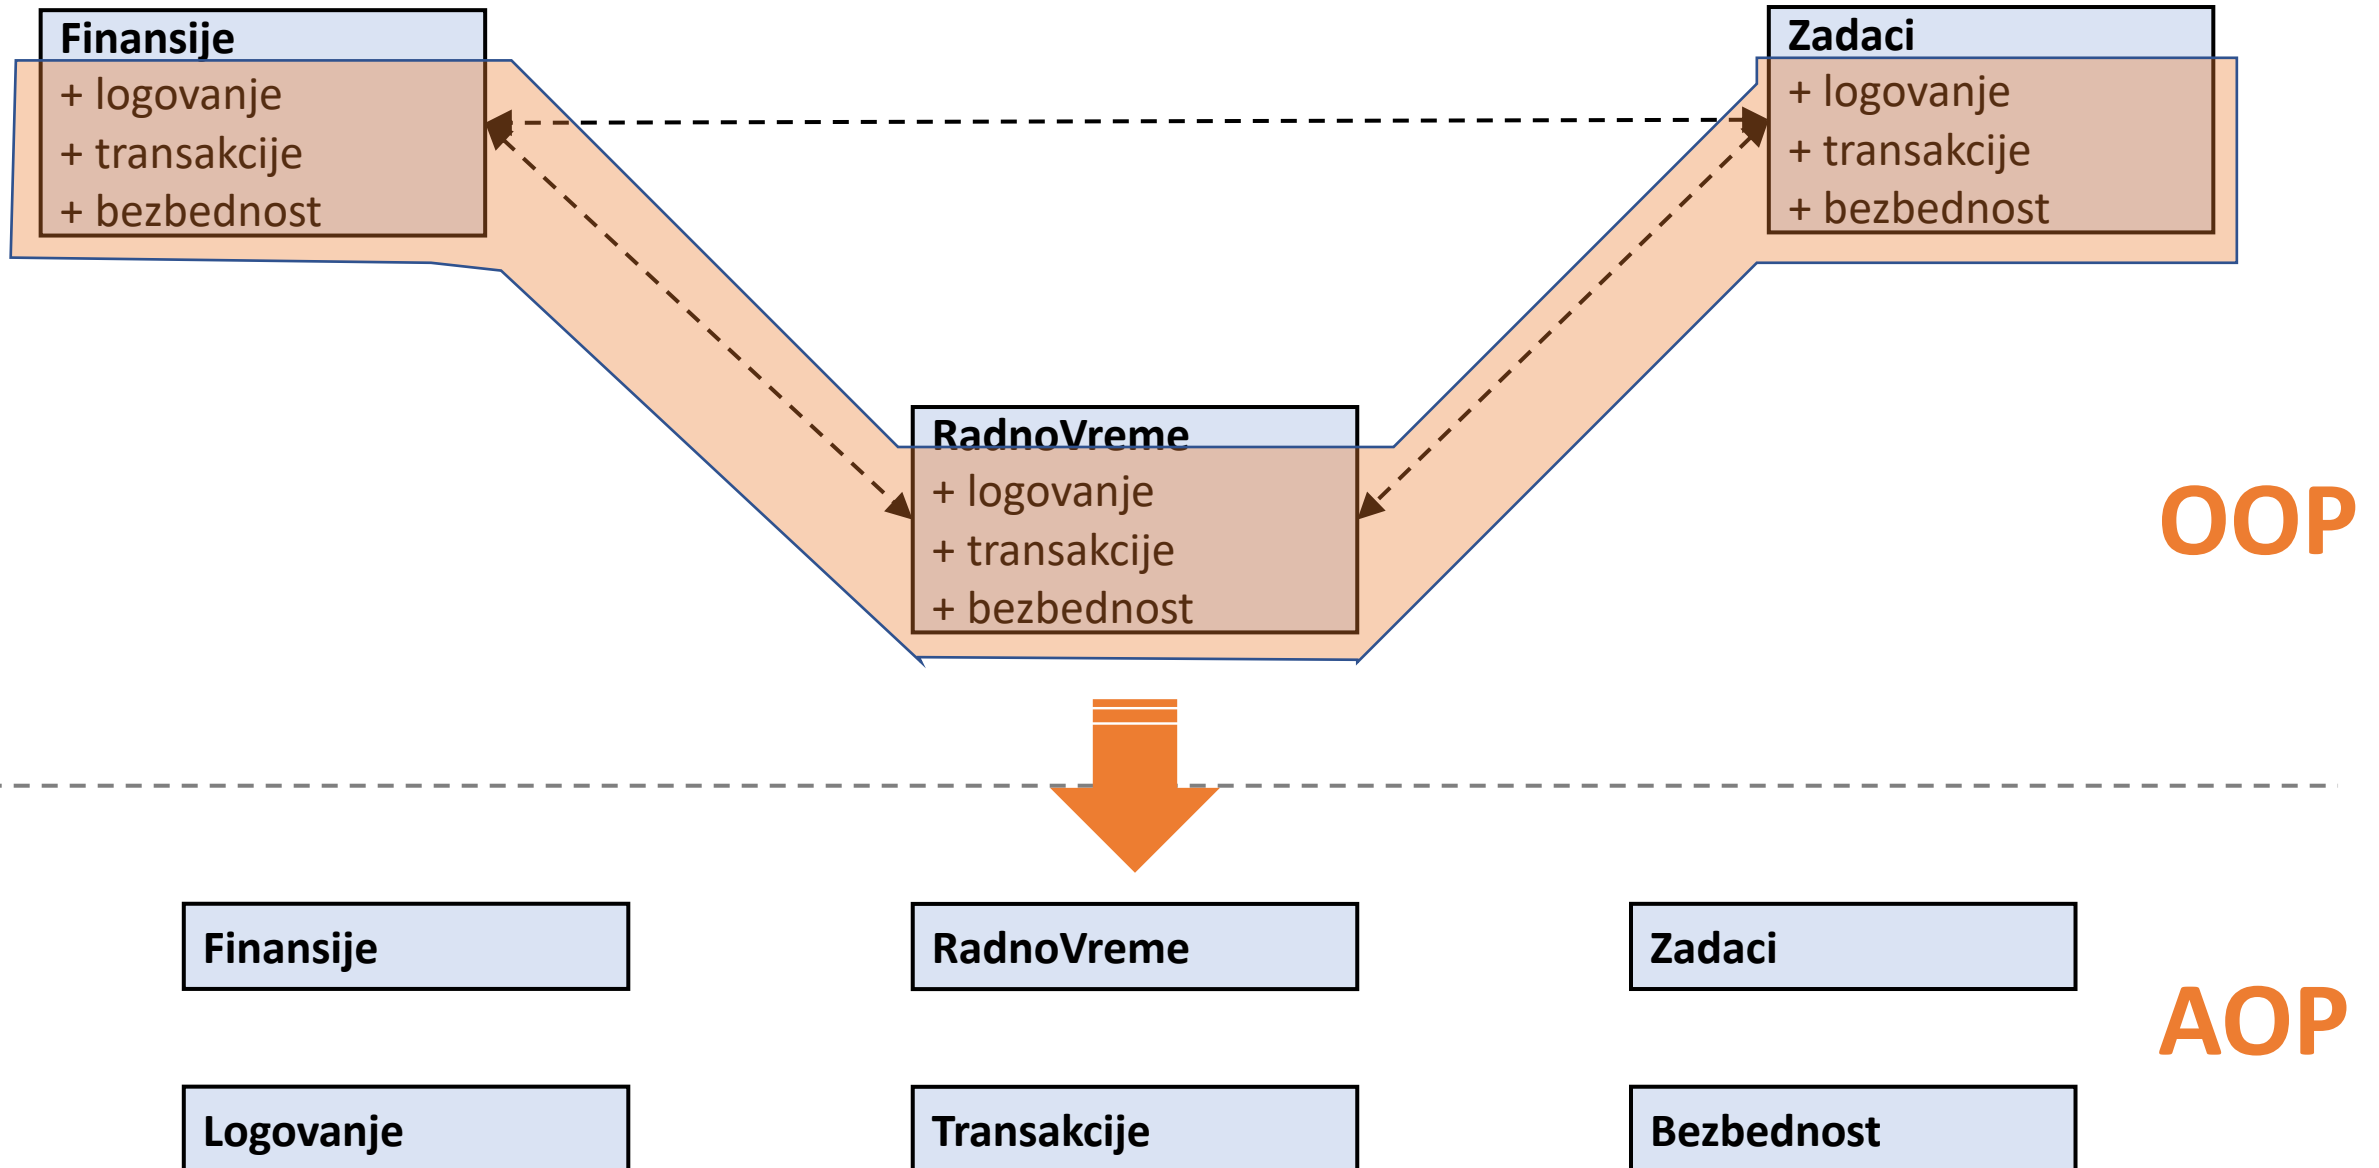 Finansije
+ logovanje
+ transakcije
+ bezbednost
Zadaci
+ logovanje
+ transakcije
+ bezbednost
RadnoVreme
+ logovanje
+ transakcije
+ bezbednost
OOP
Finansije
RadnoVreme
Zadaci
AOP
Logovanje
Transakcije
Bezbednost